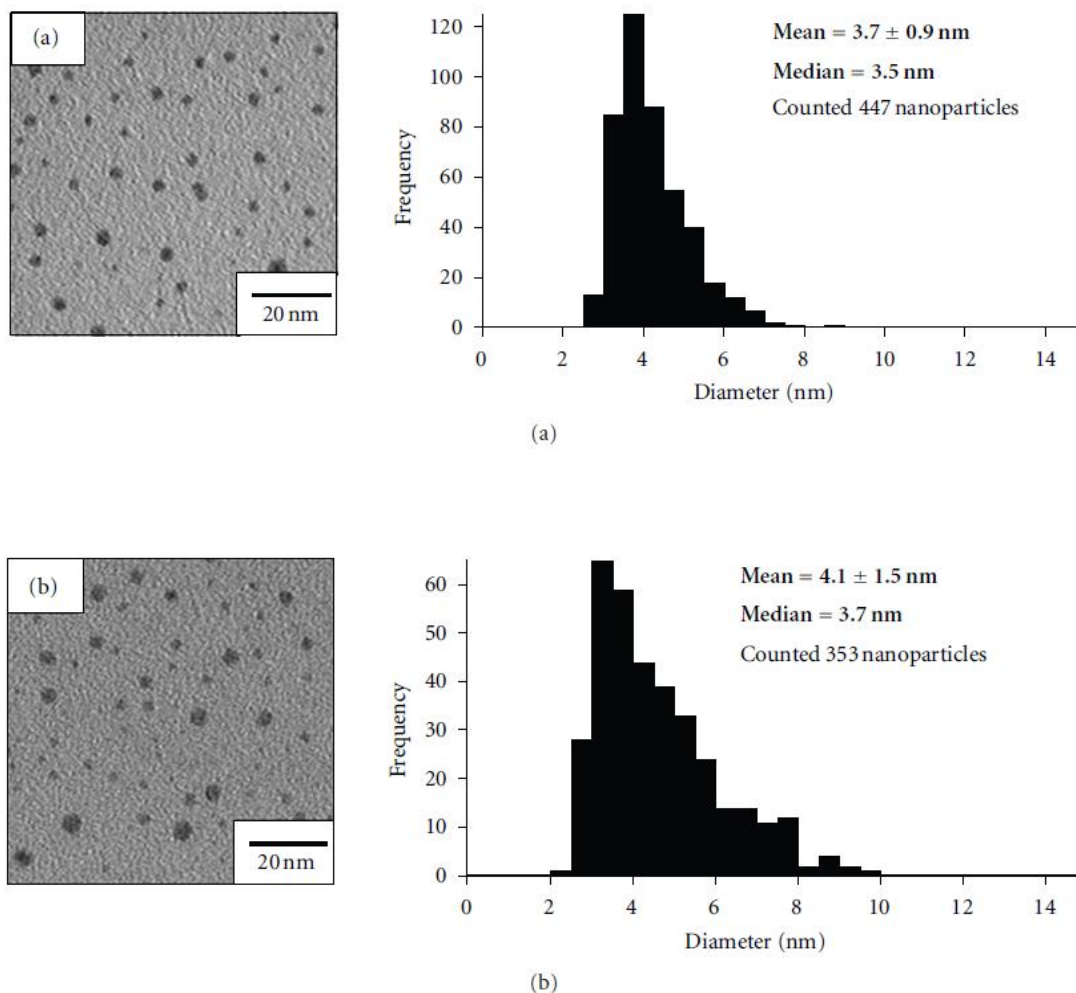 (a)
20 nm
120
100
80
60
40
20
0
Frequency
Mean = 3.7 ± 0.9 nm
Median = 3.5 nm
Counted 447 nanoparticles
0 2 4 6 8 10 12 14
Diameter (nm)
(a)
(b)
20 nm
60
50
40
30
20
10
0
Frequency
Mean = 4.1 ± 1.5 nm
Median = 3.7 nm
Counted 353 nanoparticles
0 2 4 6 8 10 12 14
Diameter (nm)
(b)